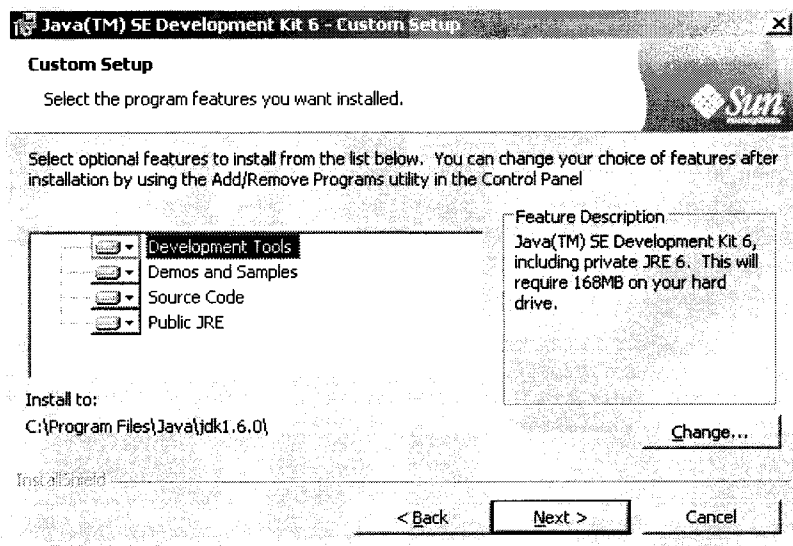 Java(TM) SE Development Kit 6 - Custom Setup
Custom Setup
Select the program features you want installed.
Sun
Select optional features to install from the list below. You can change your choice of features after
installation by using the Add/Remove Programs utility in the Control Panel
Development Tools
Demos and Samples
Source Code
Public JRE
Feature Description
Java(TM) SE Development Kit 6,
including private JRE 6. This will
require 168MB on your hard
drive.
Install to:
C:\Program Files\Java\jdk1.6.0\
Change...
InstallShield
< Back
Next >
Cancel